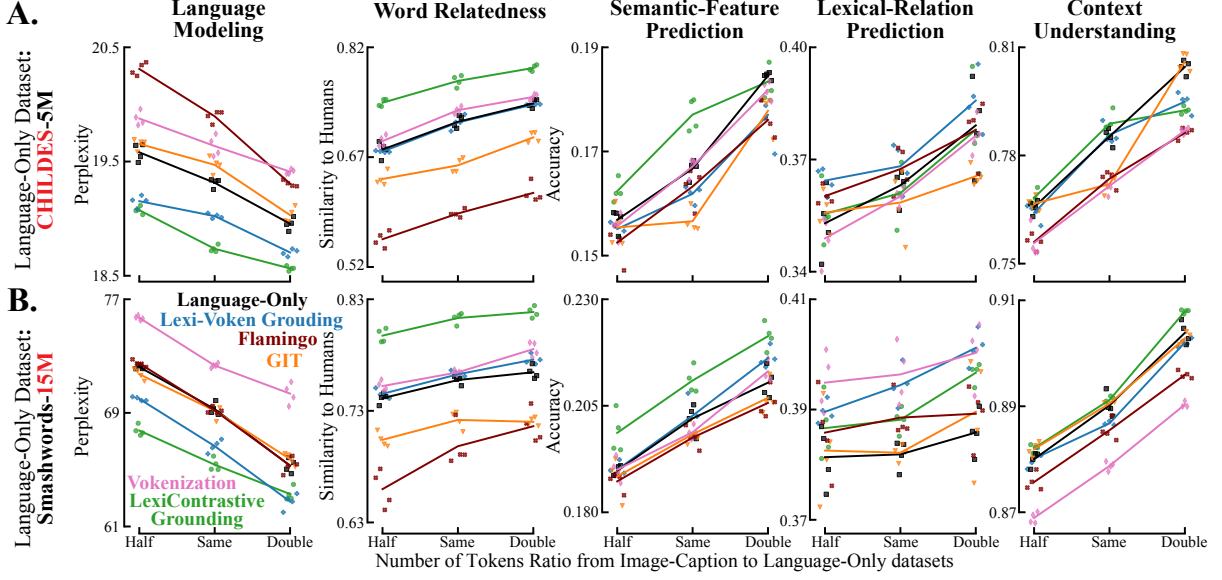 A.
Language
Modeling
Word Relatedness
Semantic-Feature
Prediction
Lexical-Relation
Prediction
Context
Understanding
Language-Only Dataset:
CHILDES-5M
Perplexity
20.5
19.5
18.5
Similarity to Humans
0.82
0.67
0.52
Accuracy
0.19
0.17
0.15
0.40
0.37
0.34
0.81
0.78
0.75
B.
Language-Only Dataset:
Smashwords-15M
Perplexity
77
69
61
Language-Only
Lexi-Voken Grouding
Flamingo
GIT
Vokenization
LexiContrastive
Grounding
Similarity to Humans
0.83
0.73
0.63
Accuracy
0.230
0.205
0.180
0.41
0.39
0.37
0.91
0.89
0.87
Half Same Double
Half Same Double
Half Same Double
Half Same Double
Half Same Double
Number of Tokens Ratio from Image-Caption to Language-Only datasets